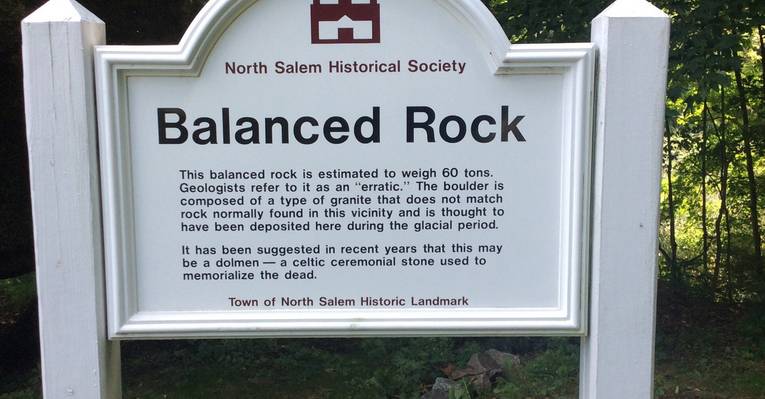 North Salem Historical Society
Balanced Rock
This balanced rock is estimated to weigh 60 tons.
Geologists refer to it as an "erratic." The boulder is
composed of a type of granite that does not match
rock normally found in this vicinity and is thought to
have been deposited here during the glacial period.
It has been suggested in recent years that this may
be a dolmen — a celtic ceremonial stone used to
memorialize the dead.
Town of North Salem Historic Landmark